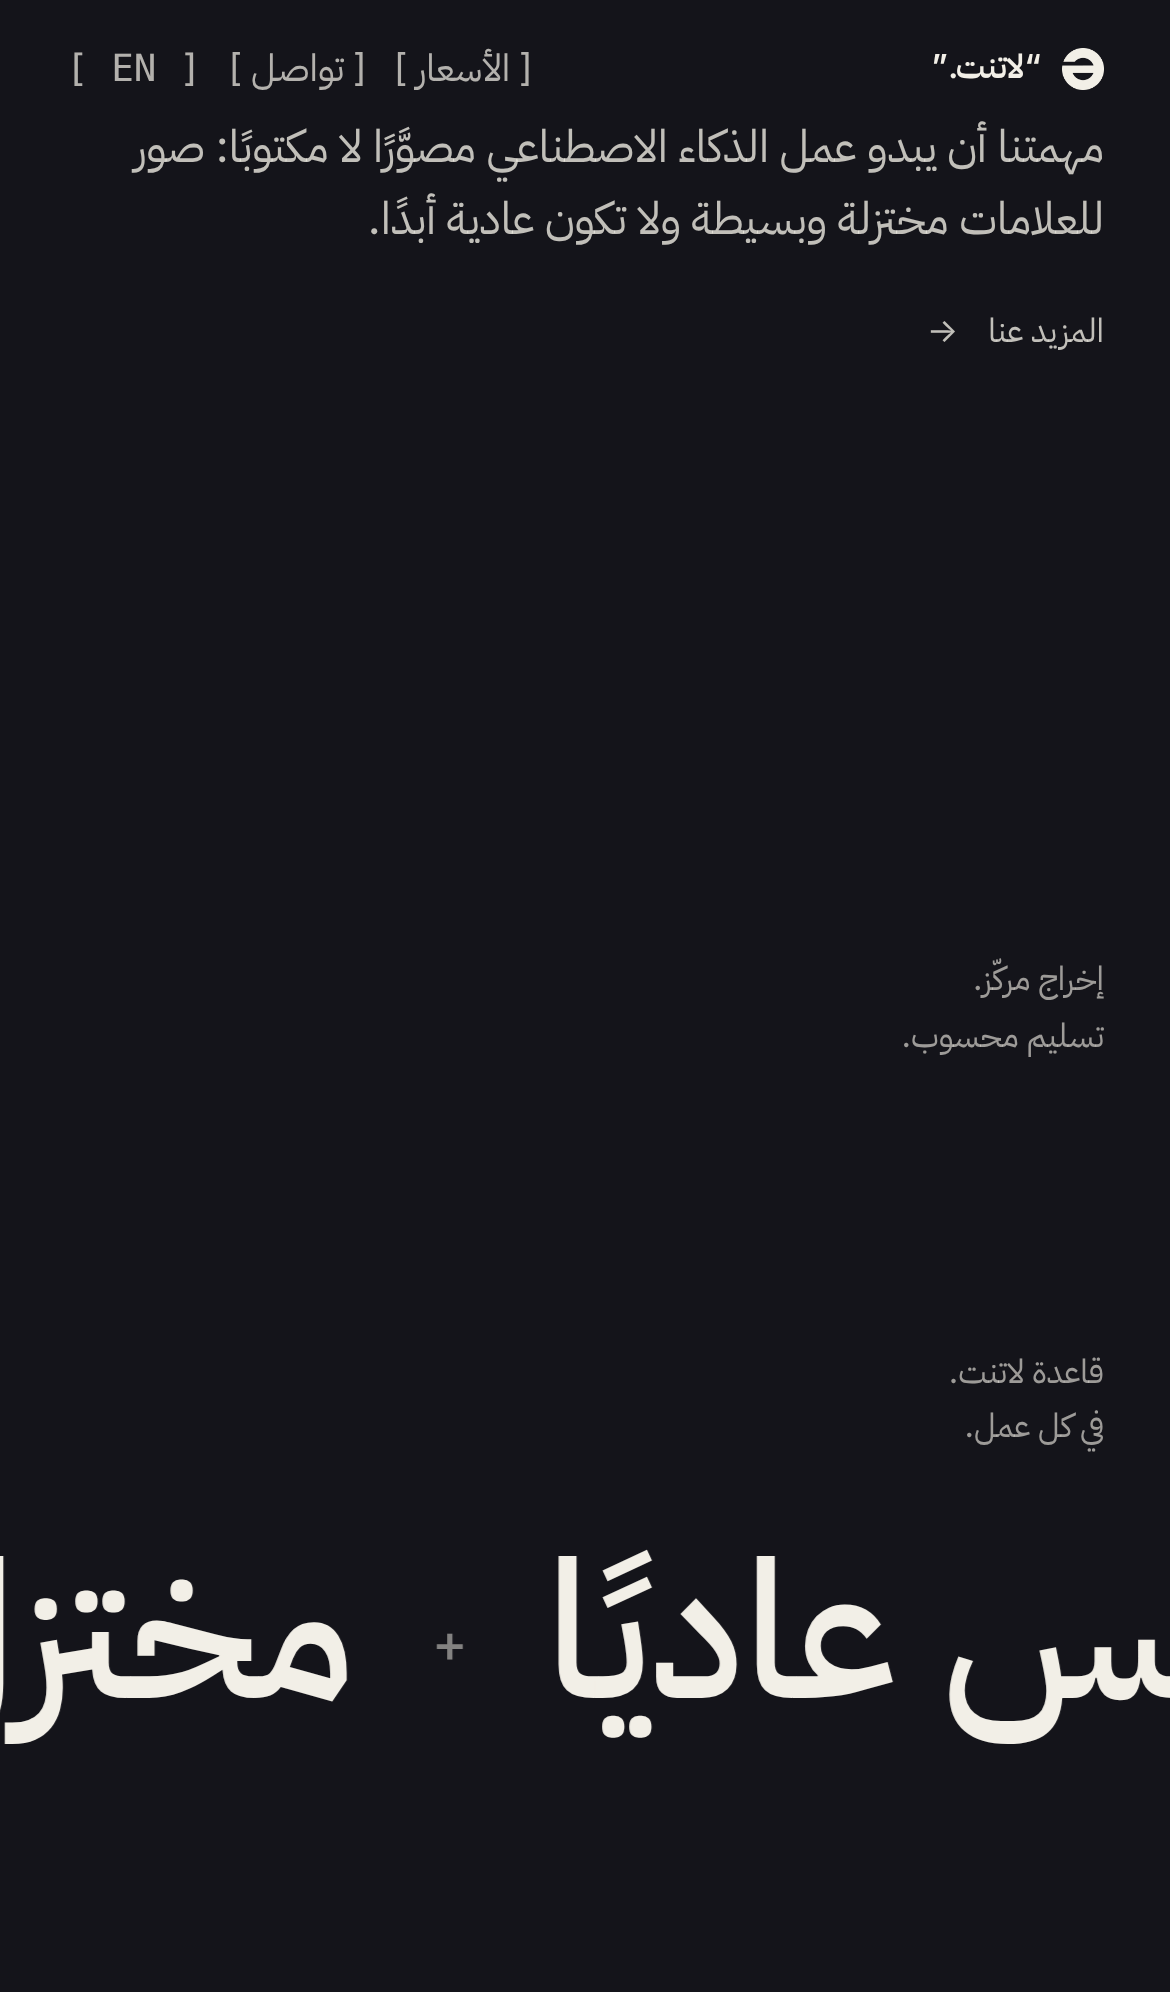 “لاتنت.”
[ الأسعار ] [ تواصل ] [ EN ]
مهمتنا أن يبدو عمل الذكاء الاصطناعي مصوَّرًا لا مكتوبًا: صور
للعلامات مختزلة وبسيطة ولا تكون عادية أبدًا.
المزيد عنا →
إخراج مركّز.
تسليم محسوب.
قاعدة لاتنت.
في كل عمل.
عاديًا +